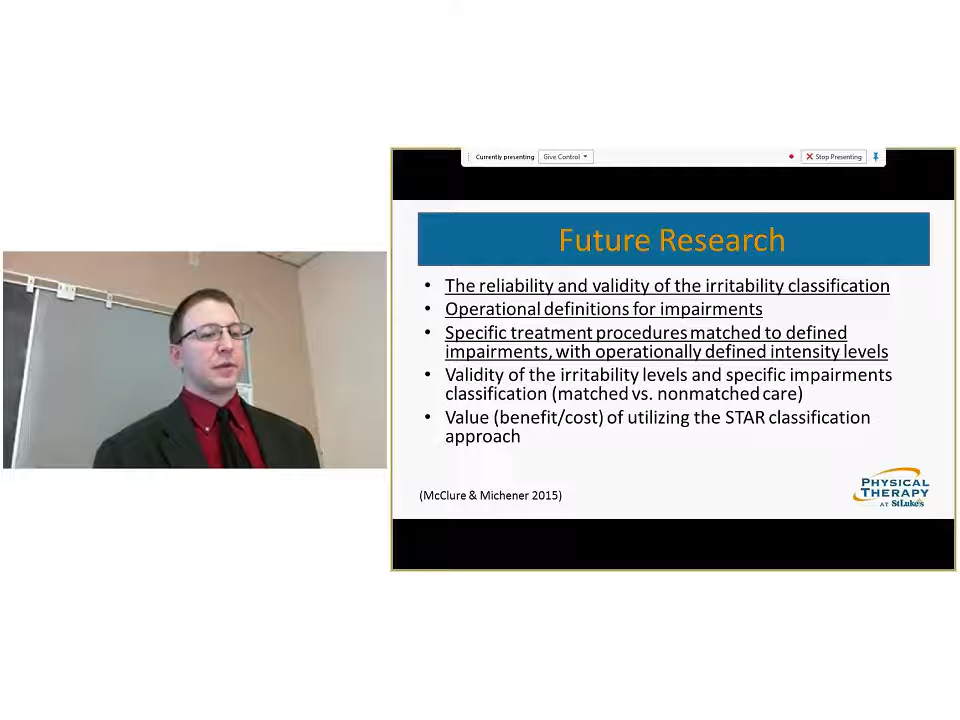 Currently presenting Give Control Stop Presenting
Future Research
• The reliability and validity of the irritability classification
• Operational definitions for impairments
• Specific treatment procedures matched to defined
impairments, with operationally defined intensity levels
• Validity of the irritability levels and specific impairments
classification (matched vs. nonmatched care)
• Value (benefit/cost) of utilizing the STAR classification
approach
(McClure & Michener 2015)
PHYSICAL
THERAPY
AT St Luke's